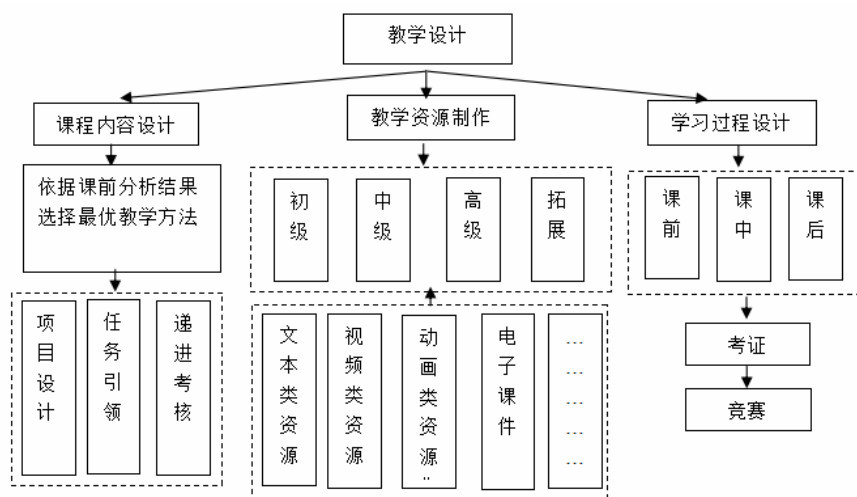 教学设计
课程内容设计
教学资源制作
学习过程设计
依据课前分析结果
选择最优教学方法
初级
中级
高级
拓展
课前
课中
课后
项目设计
任务引领
递进考核
文本类资源
视频类资源
动画类资源..
电子课件
……………
考证
竞赛